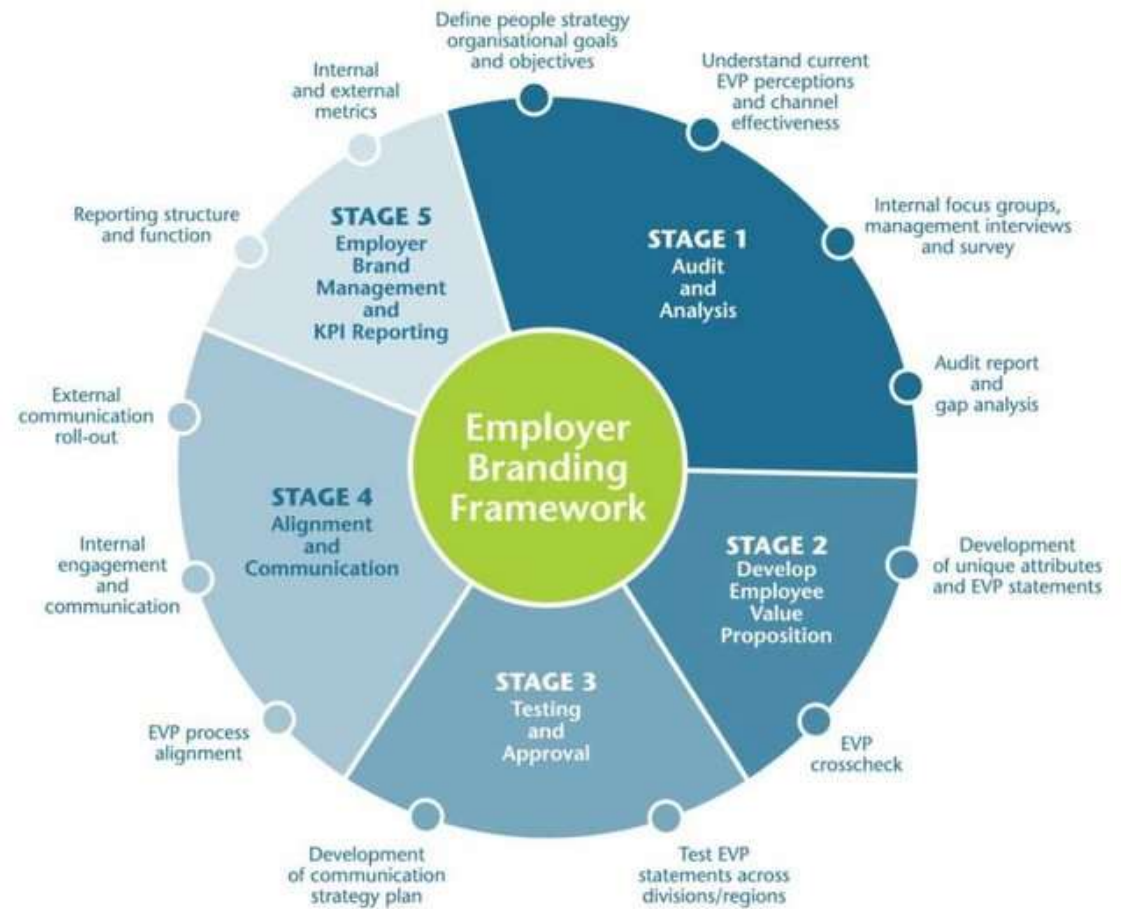 Define people strategy
organisational goals
and objectives
Understand current
EVP perceptions
and channel
effectiveness
Internal focus groups,
management interviews
and survey
Audit report
and
gap analysis
Development
of unique attributes
and EVP statements
EVP
crosscheck
Test EVP
statements across
divisions/regions
Development
of communication
strategy plan
EVP process
alignment
Internal
engagement
and
communication
External
communication
roll-out
Reporting structure
and function
Internal
and external
metrics
STAGE 1
Audit
and
Analysis
STAGE 2
Develop
Employee
Value
Proposition
STAGE 3
Testing
and
Approval
STAGE 4
Alignment
and
Communication
STAGE 5
Employer
Brand
Management
and
KPI Reporting
Employer
Branding
Framework